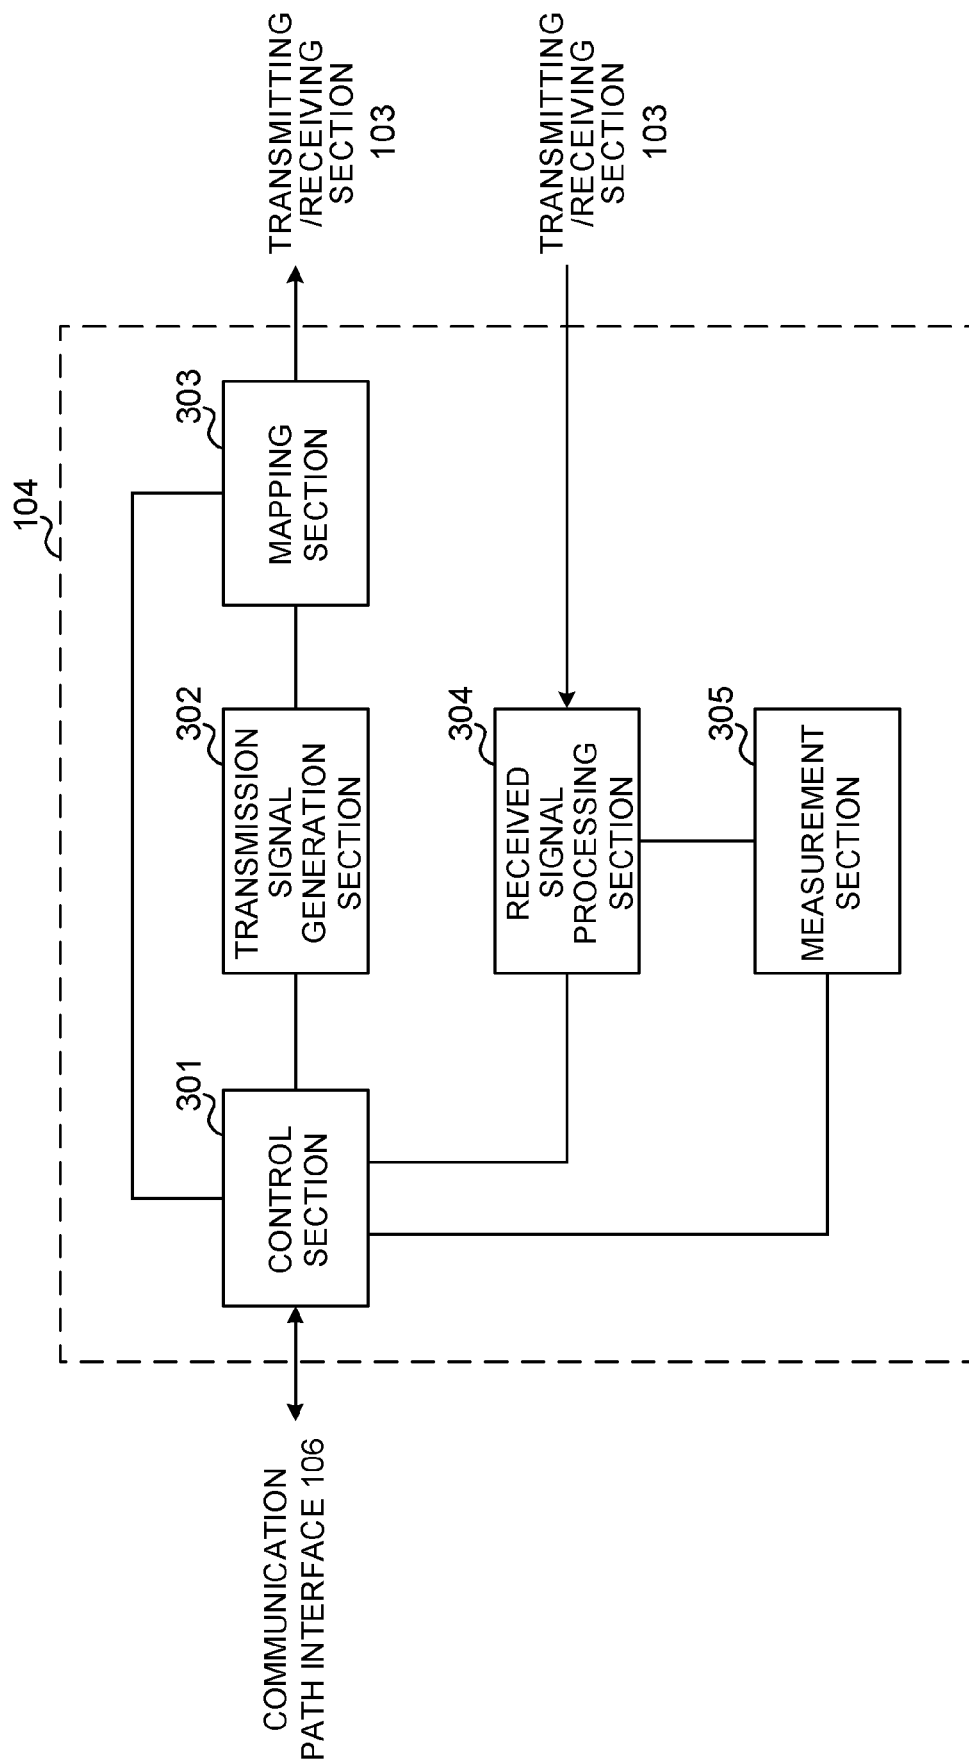 104
301
CONTROL
SECTION
302
TRANSMISSION
SIGNAL
GENERATION
SECTION
303
MAPPING
SECTION
TRANSMITTING
/RECEIVING
SECTION
103
COMMUNICATION
PATH INTERFACE 106
304
RECEIVED
SIGNAL
PROCESSING
SECTION
TRANSMITTING
/RECEIVING
SECTION
103
305
MEASUREMENT
SECTION